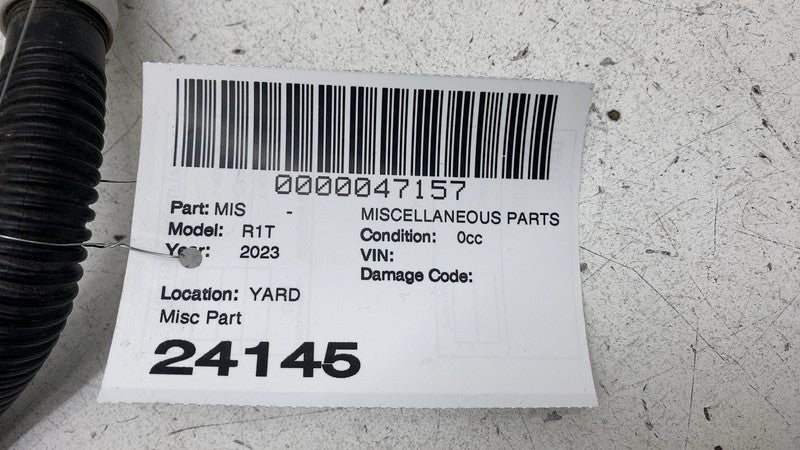 0000047157
Part: MIS - MISCELLANEOUS PARTS
Model: R1T Condition: 0cc
Year: 2023 VIN:
Damage Code:
Location: YARD
Misc Part
24145